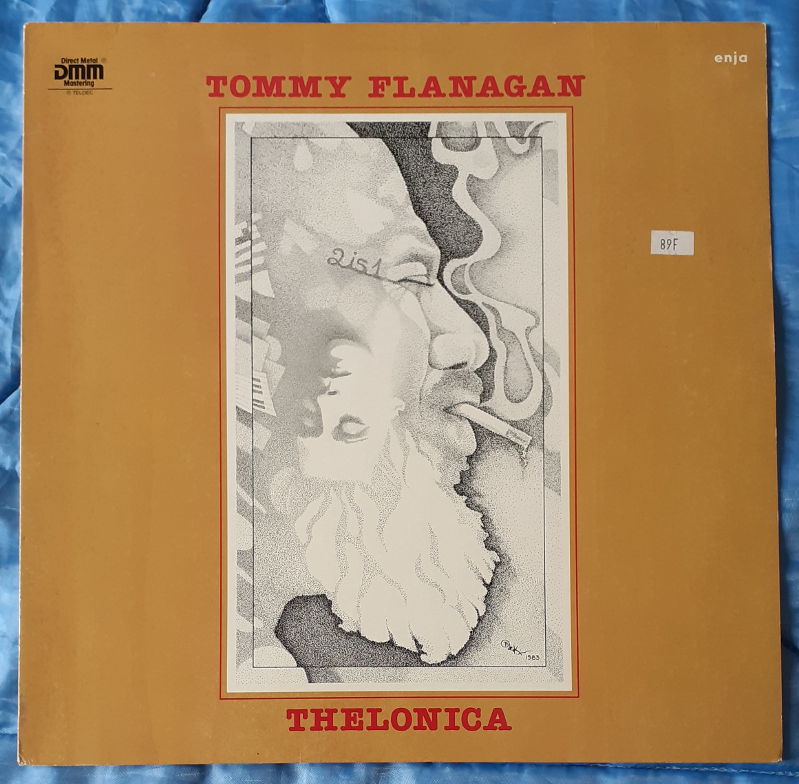 Direct Metal
DMM
Mastering
© TELDEC
enja
TOMMY FLANAGAN
2is1
89F
1983
THELONICA